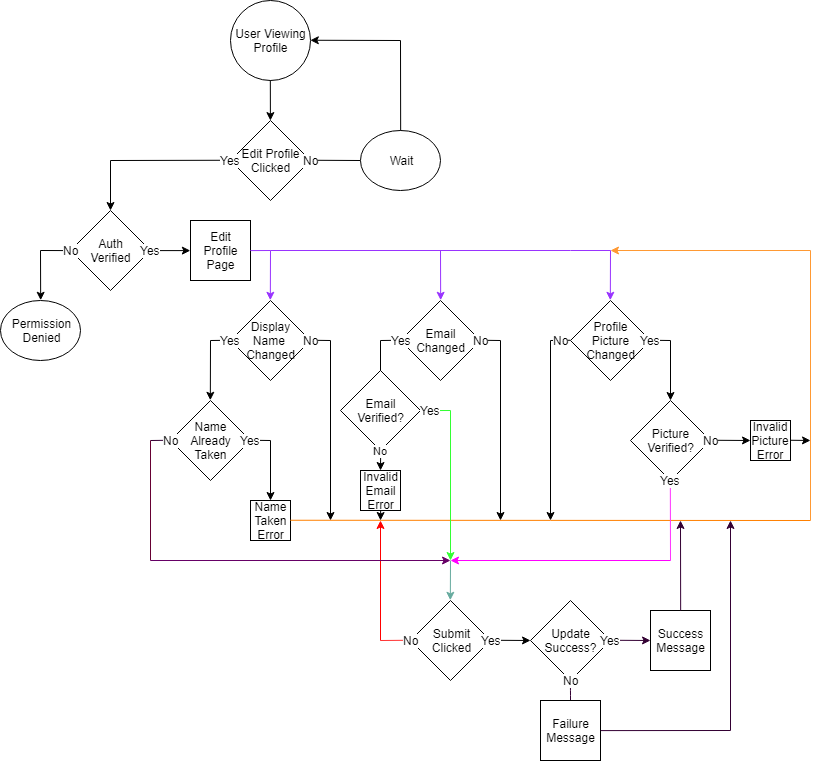 User Viewing
Profile
Yes
Edit Profile
Clicked
No
Wait
No
Auth
Verified
Yes
Edit
Profile
Page
Permission
Denied
Yes
Display
Name
Changed
No
Yes
Email
Changed
No
No
Profile
Picture
Changed
Yes
No
Name
Already
Taken
Yes
Email
Verified?
Yes
No
Picture
Verified?
No
Yes
Invalid
Picture
Error
Invalid
Email
Error
Name
Taken
Error
No
Submit
Clicked
Yes
Update
Success?
Yes
No
Success
Message
Failure
Message